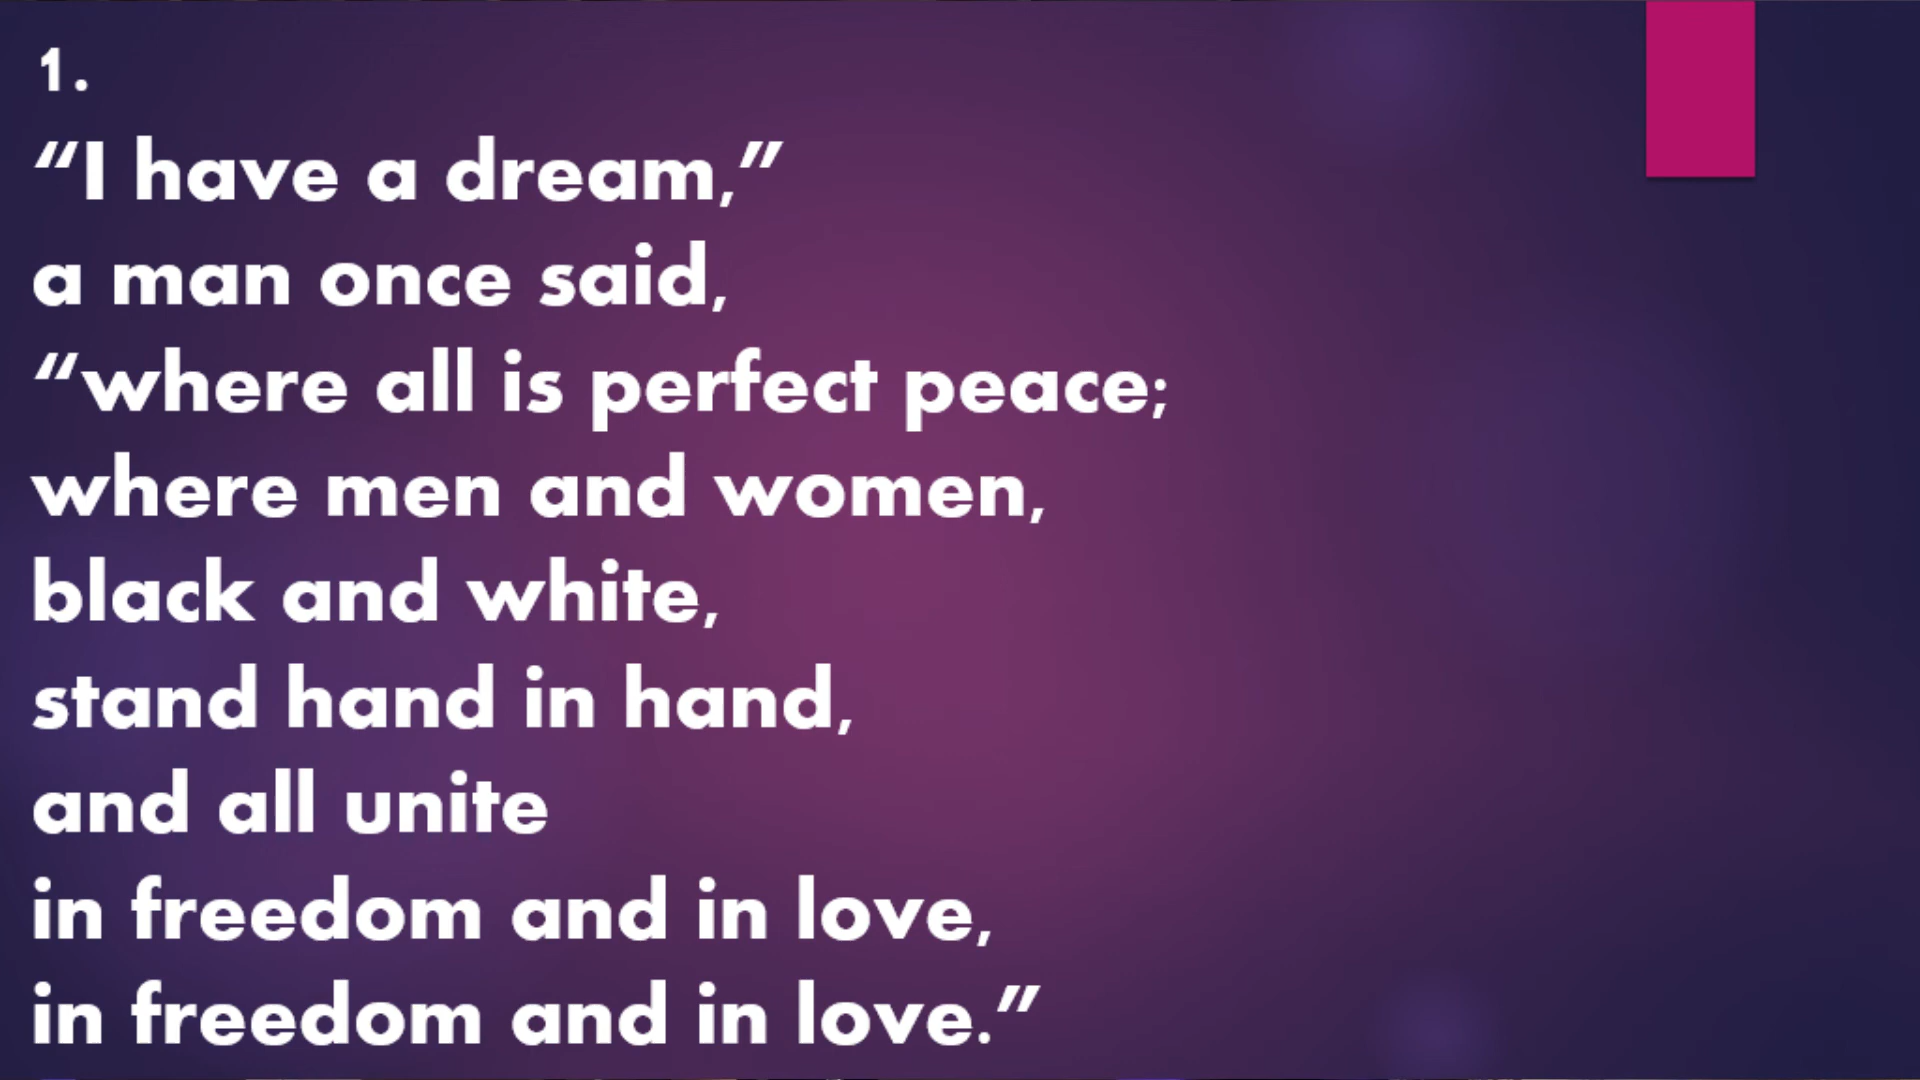 1.
“I have a dream,”
a man once said,
“where all is perfect peace;
where men and women,
black and white,
stand hand in hand,
and all unite
in freedom and in love,
in freedom and in love.”